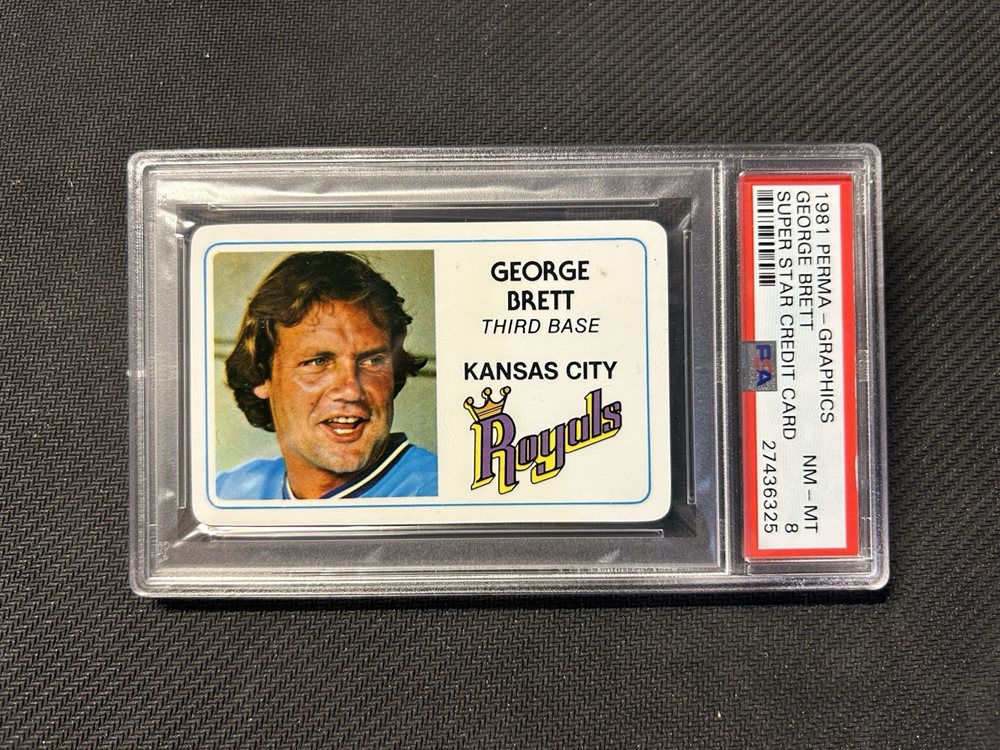 GEORGE
BRETT
THIRD BASE
KANSAS CITY
Royals
1981 PERMA-GRAPHICS
GEORGE BRETT NM-MT
SUPER STAR CREDIT CARD 8
27436325
PSA